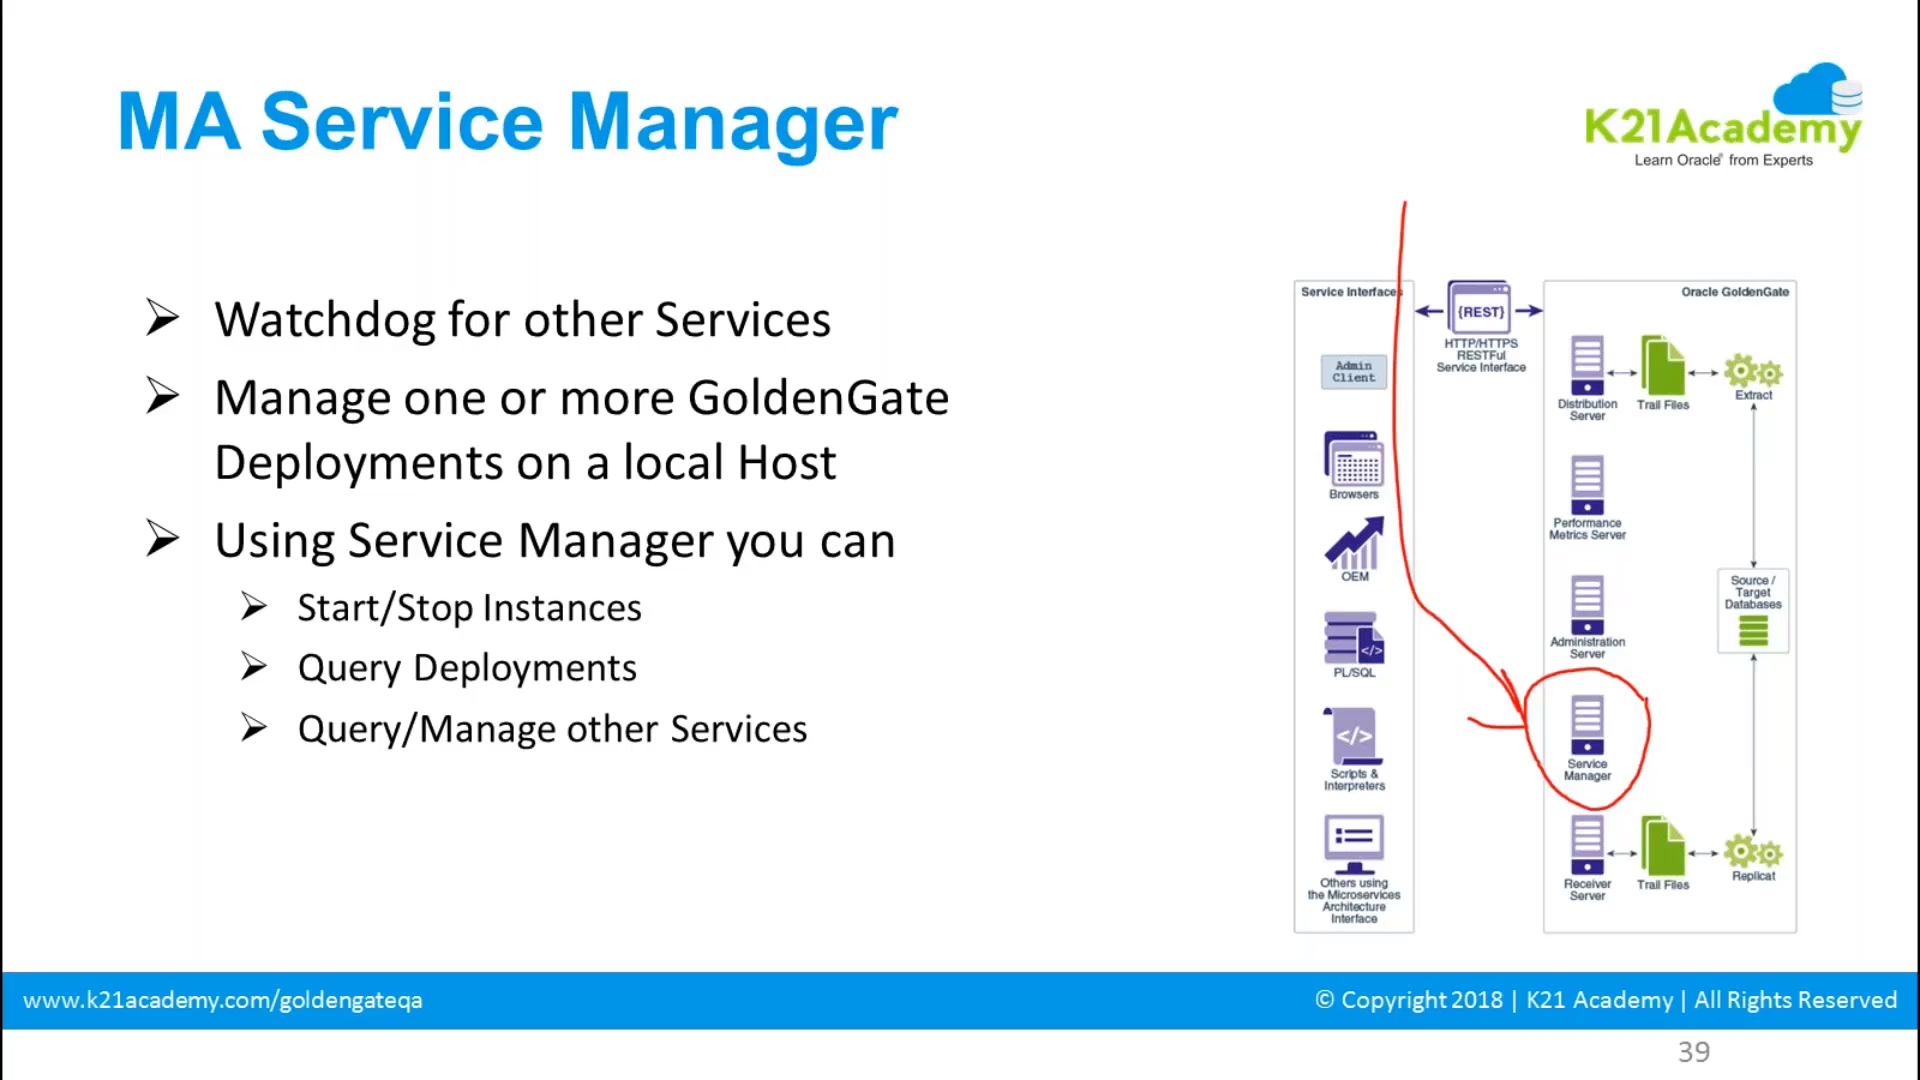 MA Service Manager
K21Academy
Learn Oracle® from Experts
➢ Watchdog for other Services
➢ Manage one or more GoldenGate
Deployments on a local Host
➢ Using Service Manager you can
➢ Start/Stop Instances
➢ Query Deployments
➢ Query/Manage other Services
Service Interfaces
Admin
Client
Browsers
OEM
</>
PL/SQL
</>
Scripts &
Interpreters
Others using
the Microservices
Architecture
Interface
{REST}
HTTP/HTTPS
RESTFul
Service Interface
Oracle GoldenGate
Distribution
Server
Trail Files
Extract
Performance
Metrics Server
Source /
Target
Databases
Administration
Server
Service
Manager
Receiver
Server
Trail Files
Replicat
www.k21academy.com/goldengateqa
© Copyright 2018 | K21 Academy | All Rights Reserved
39